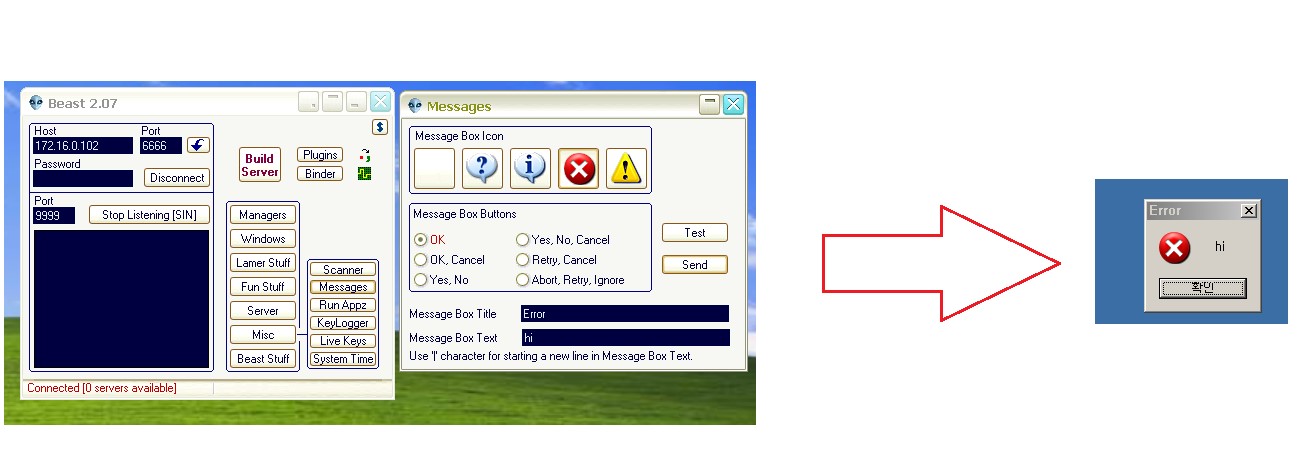 Beast 2.07
$
Host
Port
172.16.0.102
6666
Password
Disconnect
Build
Server
Plugins
Binder
Port
9999
Stop Listening [SIN]
Managers
Windows
Lamer Stuff
Fun Stuff
Server
Misc
Beast Stuff
Scanner
Messages
Run Appz
KeyLogger
Live Keys
System Time
Connected [0 servers available]
Messages
Message Box Icon
Message Box Buttons
OK
Yes, No, Cancel
OK, Cancel
Retry, Cancel
Yes, No
Abort, Retry, Ignore
Test
Send
Message Box Title
Error
Message Box Text
hi
Use '|' character for starting a new line in Message Box Text.
Error
hi
확인